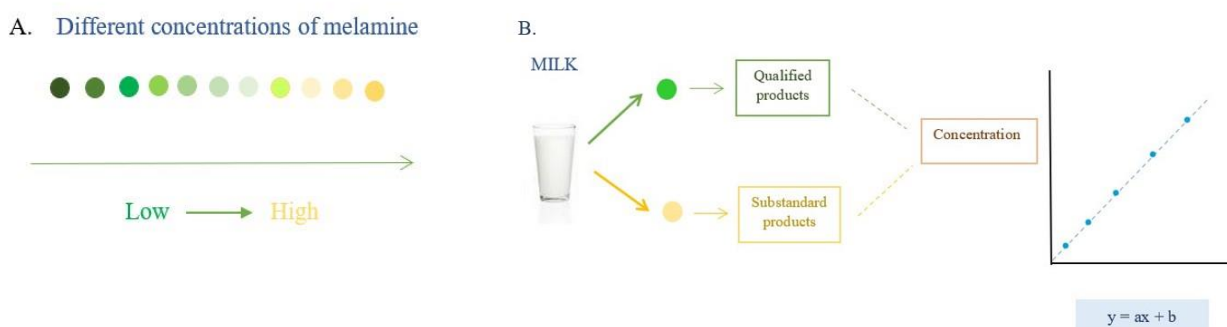 A. Different concentrations of melamine
Low
High
B.
MILK
Qualified
products
Substandard
products
Concentration
y = ax + b